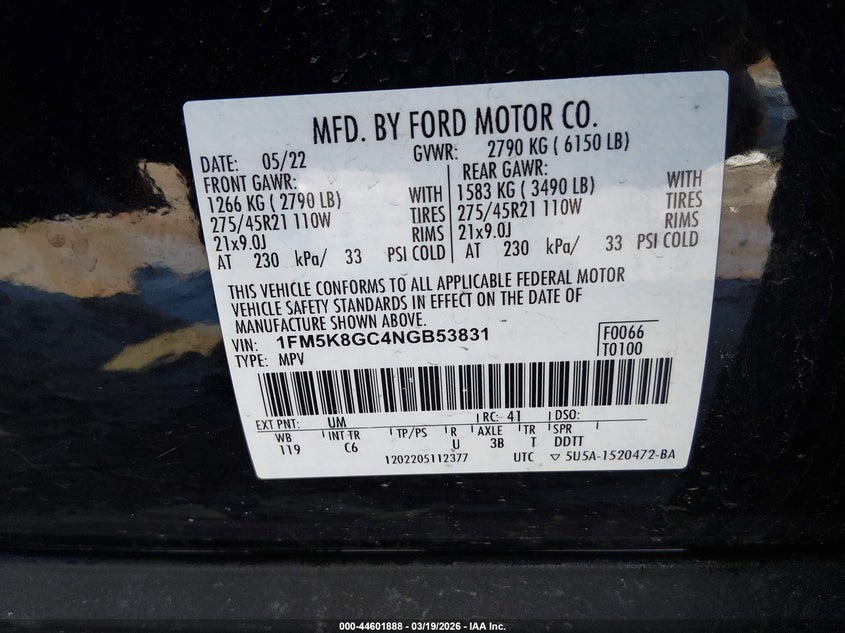 MFD. BY FORD MOTOR CO.
DATE: 05/22 GVWR: 2790 KG ( 6150 LB)
FRONT GAWR: REAR GAWR:
1266 KG ( 2790 LB) WITH 1583 KG ( 3490 LB) WITH
275/45R21 110W TIRES 275/45R21 110W TIRES
21x9.0J RIMS 21x9.0J RIMS
AT 230 kPa/ 33 PSI COLD AT 230 kPa/ 33 PSI COLD
THIS VEHICLE CONFORMS TO ALL APPLICABLE FEDERAL MOTOR
VEHICLE SAFETY STANDARDS IN EFFECT ON THE DATE OF
MANUFACTURE SHOWN ABOVE.
VIN: 1FM5K8GC4NGB53831 F0066
TYPE: MPV T0100
EXT PNT: UM RC: 41 DSO:
WB INT TR TP/PS R AXLE TR SPR
119 C6 U 3B T DDTT
1202205112377 UTC ▽ 5U5A-1520472-BA
000-44601888 - 03/19/2026 - IAA Inc.